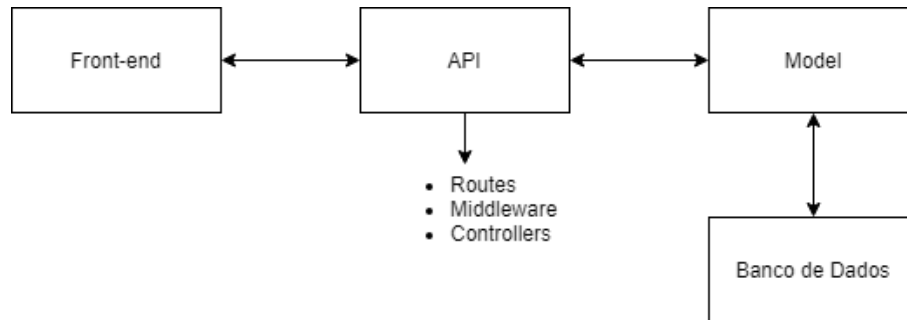 Front-end
API
Model
Routes
Middleware
Controllers
Banco de Dados